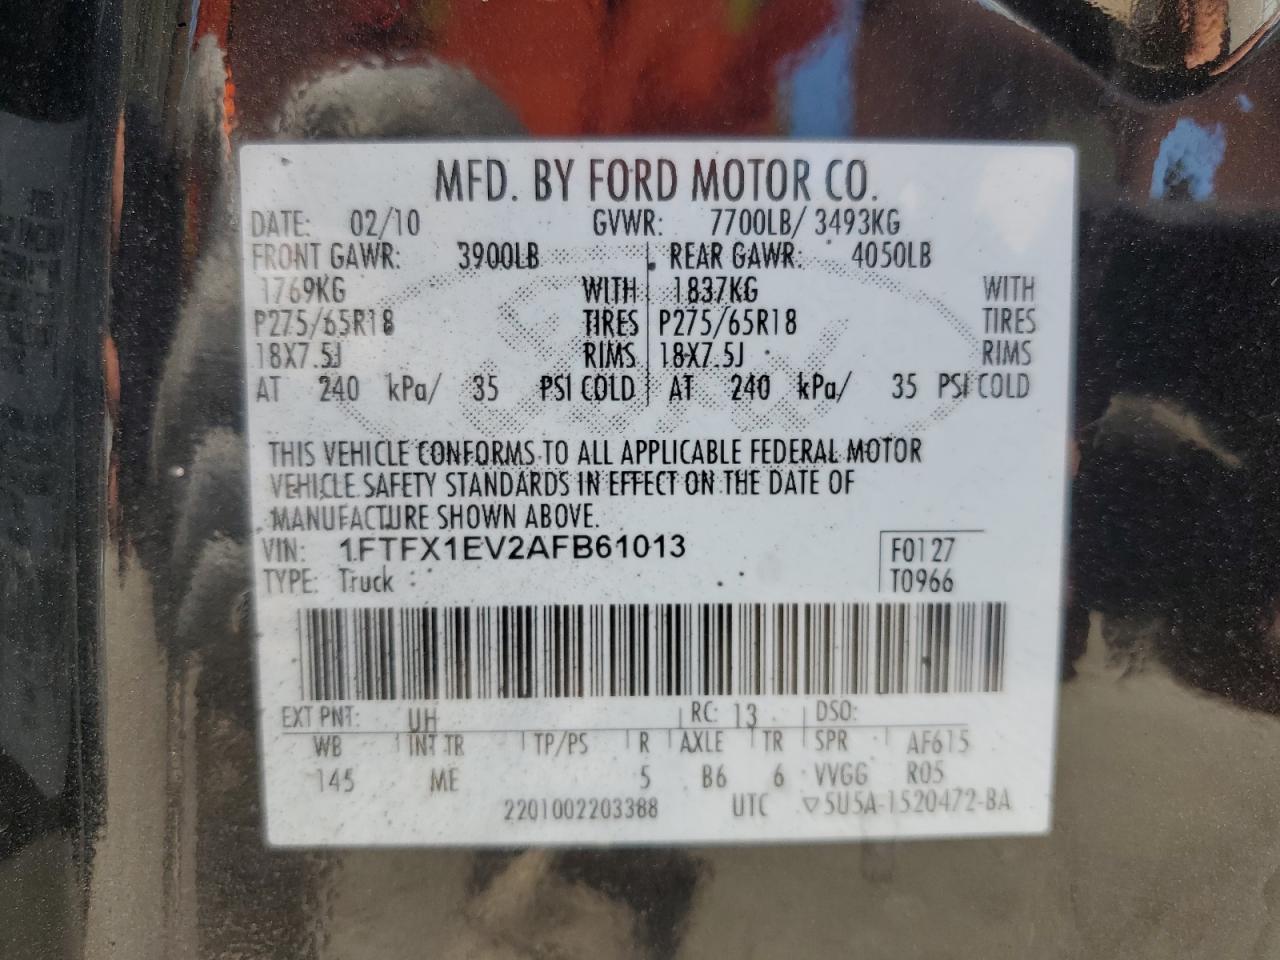 MFD. BY FORD MOTOR CO.
DATE: 02/10 GVWR: 7700LB/ 3493KG
FRONT GAWR: 3900LB REAR GAWR: 4050LB
1769KG WITH 1837KG WITH
P275/65R18 TIRES P275/65R18 TIRES
18X7.5J RIMS 18X7.5J RIMS
AT 240 kPa/ 35 PSI COLD AT 240 kPa/ 35 PSI COLD
THIS VEHICLE CONFORMS TO ALL APPLICABLE FEDERAL MOTOR
VEHICLE SAFETY STANDARDS IN EFFECT ON THE DATE OF
MANUFACTURE SHOWN ABOVE.
VIN: 1FTFX1EV2AFB61013 F0127
TYPE: Truck T0966
EXT PNT: UH RC: 13 DSO:
WB INT TR TP/PS R AXLE TR SPR AF615
145 ME 5 B6 6 VVGG R05
2201002203388 UTC ▽5U5A-1520472-BA